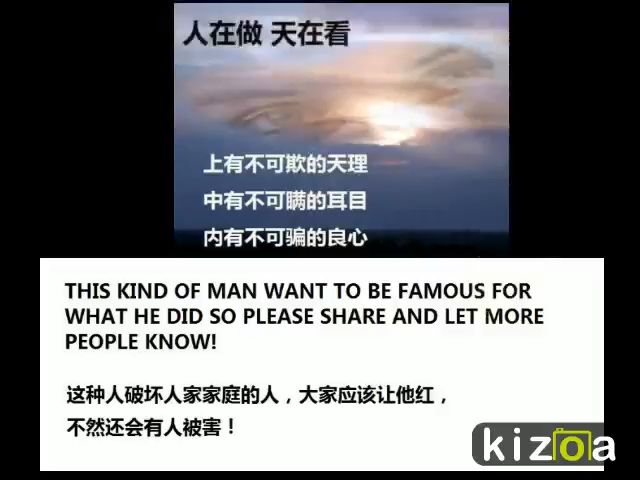 人在做 天在看
上有不可欺的天理
中有不可瞒的耳目
内有不可骗的良心
THIS KIND OF MAN WANT TO BE FAMOUS FOR
WHAT HE DID SO PLEASE SHARE AND LET MORE
PEOPLE KNOW!
这种人破坏人家家庭的人，大家应该让他红，
不然还会有人被害！
kizoa